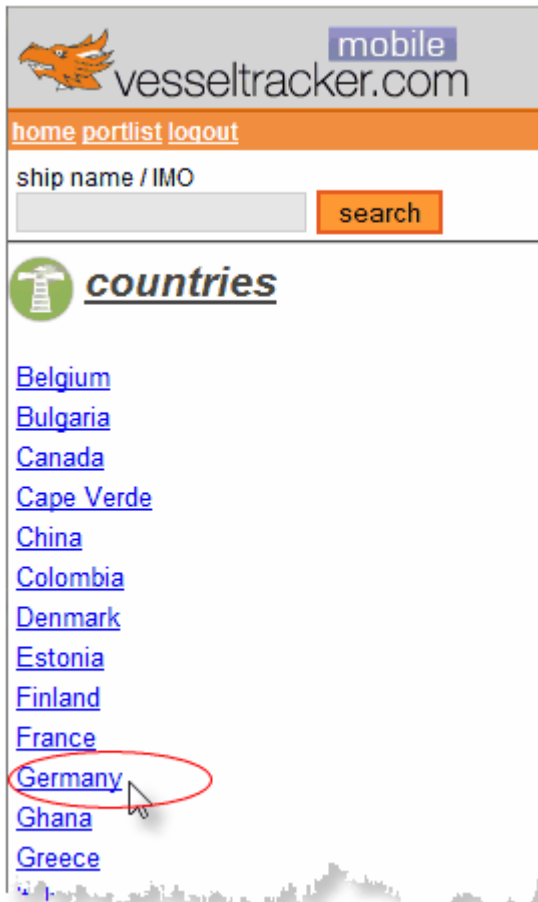 mobile
vesseltracker.com
home portlist logout
ship name / IMO
search
countries
Belgium
Bulgaria
Canada
Cape Verde
China
Colombia
Denmark
Estonia
Finland
France
Germany
Ghana
Greece